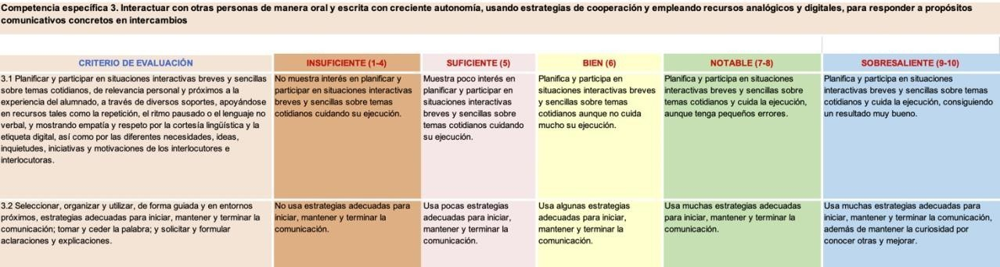 Competencia específica 3. Interactuar con otras personas de manera oral y escrita con creciente autonomía, usando estrategias de cooperación y empleando recursos analógicos y digitales, para responder a propósitos
comunicativos concretos en intercambios
CRITERIO DE EVALUACIÓN
INSUFICIENTE (1-4)
SUFICIENTE (5)
BIEN (6)
NOTABLE (7-8)
SOBRESALIENTE (9-10)
3.1 Planificar y participar en situaciones interactivas breves y sencillas
sobre temas cotidianos, de relevancia personal y próximos a la
experiencia del alumnado, a través de diversos soportes, apoyándose
en recursos tales como la repetición, el ritmo pausado o el lenguaje no
verbal, y mostrando empatía y respeto por la cortesía lingüística y la
etiqueta digital, así como por las diferentes necesidades, ideas,
inquietudes, iniciativas y motivaciones de los interlocutores e
interlocutoras.
No muestra interés en planificar y
participar en situaciones interactivas
breves y sencillas sobre temas
cotidianos cuidando su ejecución.
Muestra poco interés en
planificar y participar en
situaciones interactivas
breves y sencillas sobre
temas cotidianos cuidando
su ejecución.
Planifica y participa en
situaciones interactivas breves
y sencillas sobre temas
cotidianos aunque no cuida
mucho su ejecución.
Planifica y participa en situaciones
interactivas breves y sencillas sobre
temas cotidianos y cuida la ejecución,
aunque tenga pequeños errores.
Planifica y participa en situaciones
interactivas breves y sencillas sobre temas
cotidianos y cuida la ejecución, consiguiendo
un resultado muy bueno.
3.2 Seleccionar, organizar y utilizar, de forma guiada y en entornos
próximos, estrategias adecuadas para iniciar, mantener y terminar la
comunicación; tomar y ceder la palabra; y solicitar y formular
aclaraciones y explicaciones.
No usa estrategias adecuadas para
iniciar, mantener y terminar la
comunicación.
Usa pocas estrategias
adecuadas para iniciar,
mantener y terminar la
comunicación.
Usa algunas estrategias
adecuadas para iniciar,
mantener y terminar la
comunicación.
Usa muchas estrategias adecuadas
para iniciar, mantener y terminar la
comunicación.
Usa muchas estrategias adecuadas para
iniciar, mantener y terminar la comunicación,
además de mantener la curiosidad por
conocer otras y mejorar.